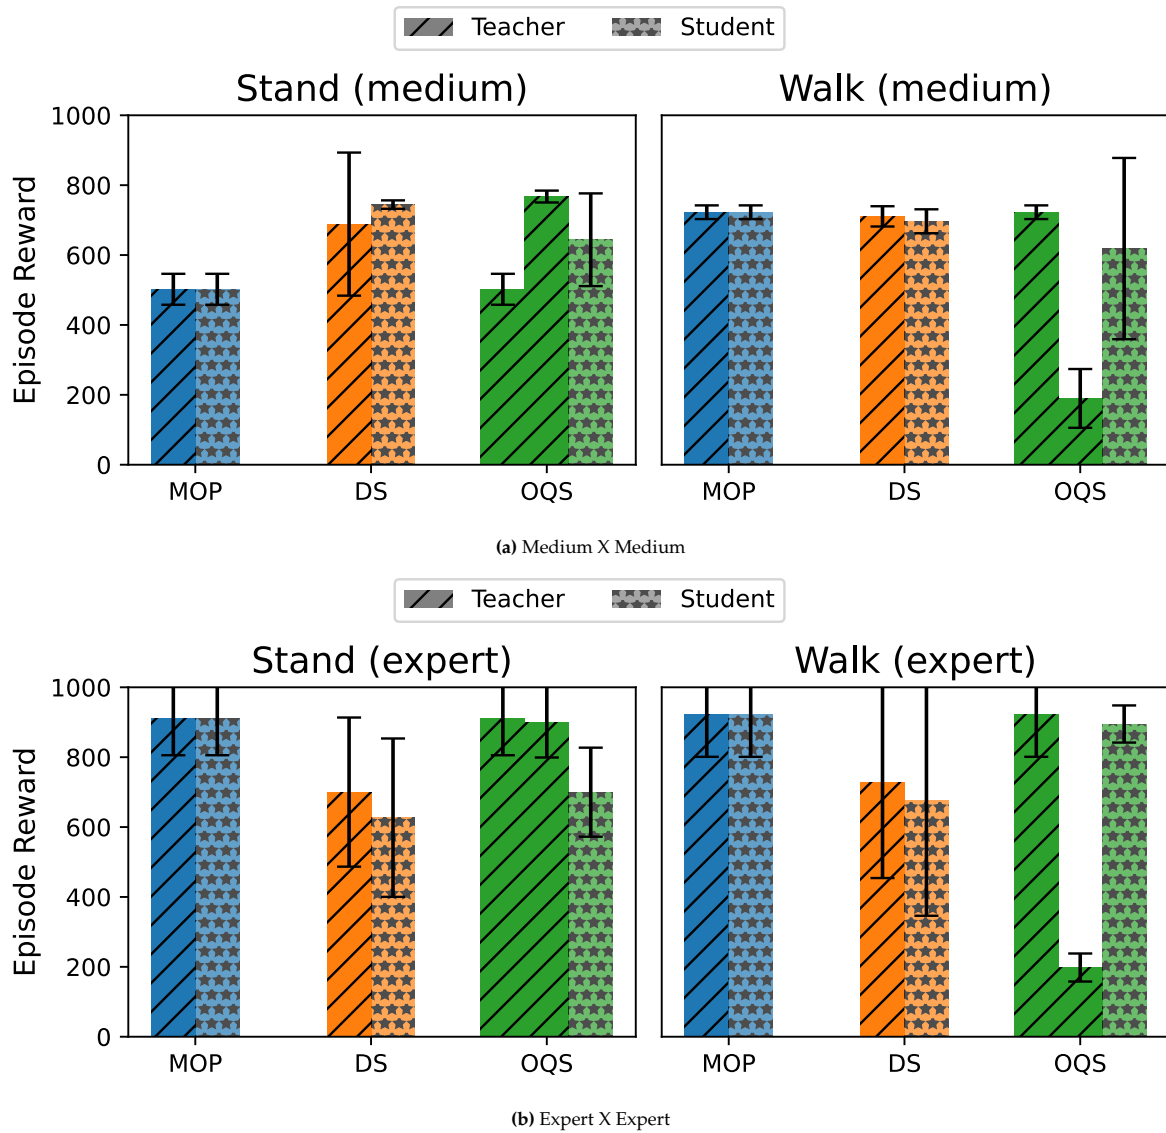 Teacher Student
Stand (medium) Walk (medium)
1000
800
600
400
200
0
Episode Reward
MOP DS OQS MOP DS OQS
(a) Medium X Medium
Teacher Student
Stand (expert) Walk (expert)
1000
800
600
400
200
0
Episode Reward
MOP DS OQS MOP DS OQS
(b) Expert X Expert